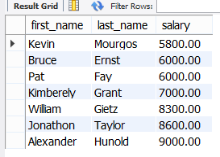 Result Grid Filter Rows:
first_name last_name salary
Kevin Mourgos 5800.00
Bruce Ernst 6000.00
Pat Fay 6000.00
Kimberely Grant 7000.00
William Gietz 8300.00
Jonathon Taylor 8600.00
Alexander Hunold 9000.00